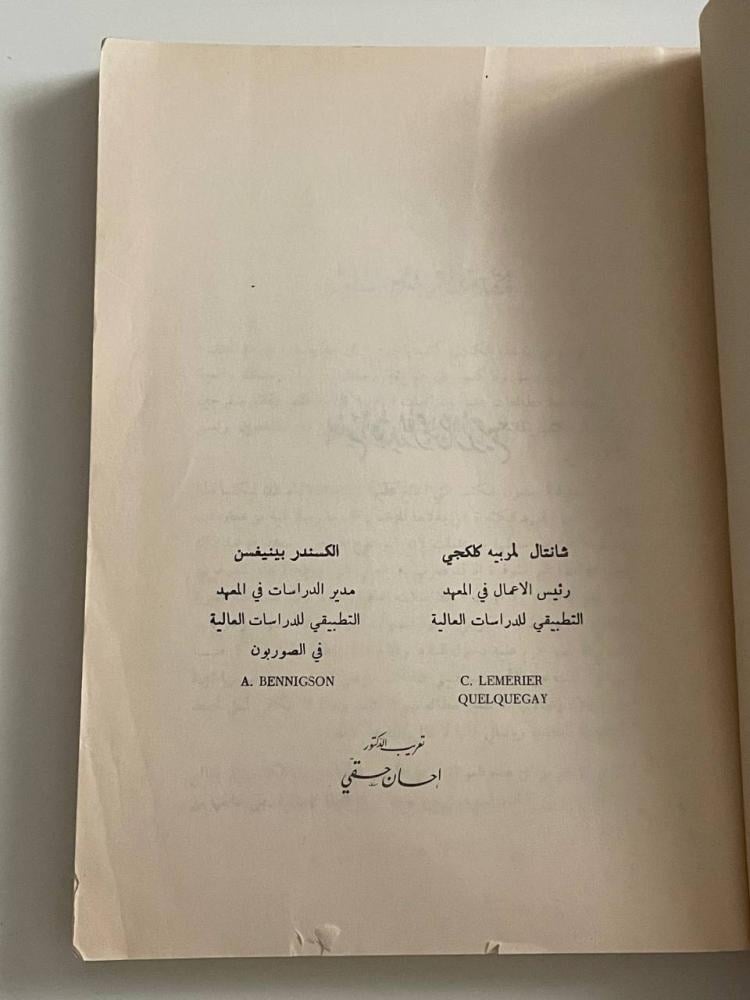 شانتال لمربيه كلكجي
رئيس الاعمال في المعهد
التطبيقي للدراسات العالية
C. LEMERIER
QUELQUEGAY
الكسندر بينيغسن
مدير الدراسات في المعهد
التطبيقي للدراسات العالية
في الصوربون
A. BENNIGSON
تعريب الدكتور
إحسان حقي